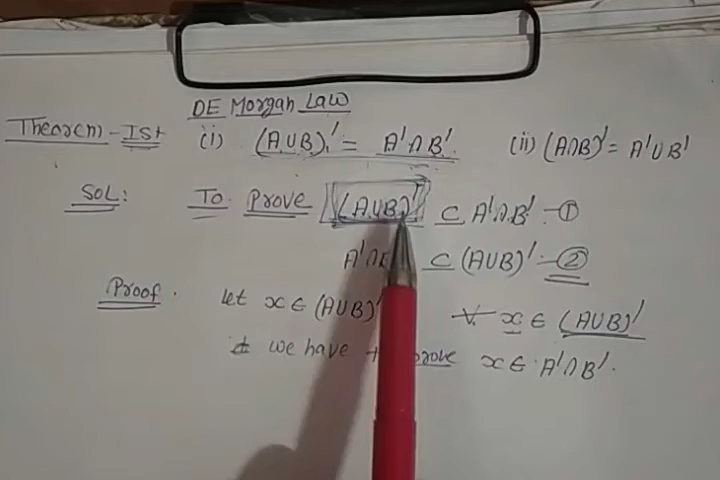 DE Morgan Law
Theorem - Ist (i) (A∪B)' = A'∩B' (ii) (A∩B)' = A'∪B'
SOL: To Prove (A∪B)' ⊂ A'∩B' -①
A'∩ ⊂ (A∪B)' -②
Proof. Let x ∈ (A∪B)' ∀ x ∈ (A∪B)'
we have prove x ∈ A'∩B'.